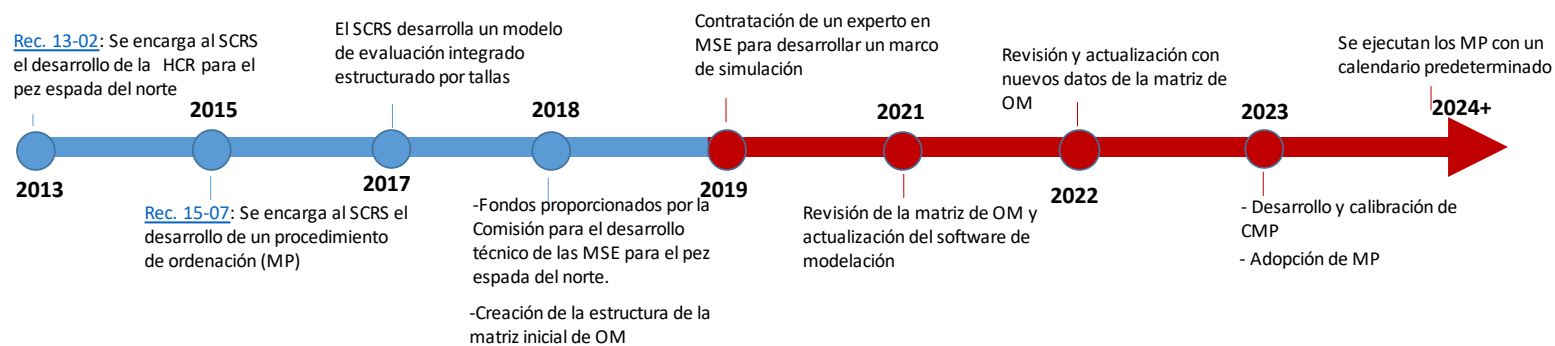 Rec. 13-02: Se encarga al SCRS
el desarrollo de la HCR para el
pez espada del norte
2013
2015
Rec. 15-07: Se encarga al SCRS el
desarrollo de un procedimiento
de ordenación (MP)
El SCRS desarrolla un modelo
de evaluación integrado
estructurado por tallas
2017
2018
-Fondos proporcionados por la
Comisión para el desarrollo
técnico de las MSE para el pez
espada del norte.
-Creación de la estructura de la
matriz inicial de OM
Contratación de un experto en
MSE para desarrollar un marco
de simulación
2019
2021
Revisión de la matriz de OM y
actualización del software de
modelación
Revisión y actualización con
nuevos datos de la matriz de
OM
2022
2023
- Desarrollo y calibración de
CMP
- Adopción de MP
Se ejecutan los MP con un
calendario predeterminado
2024+